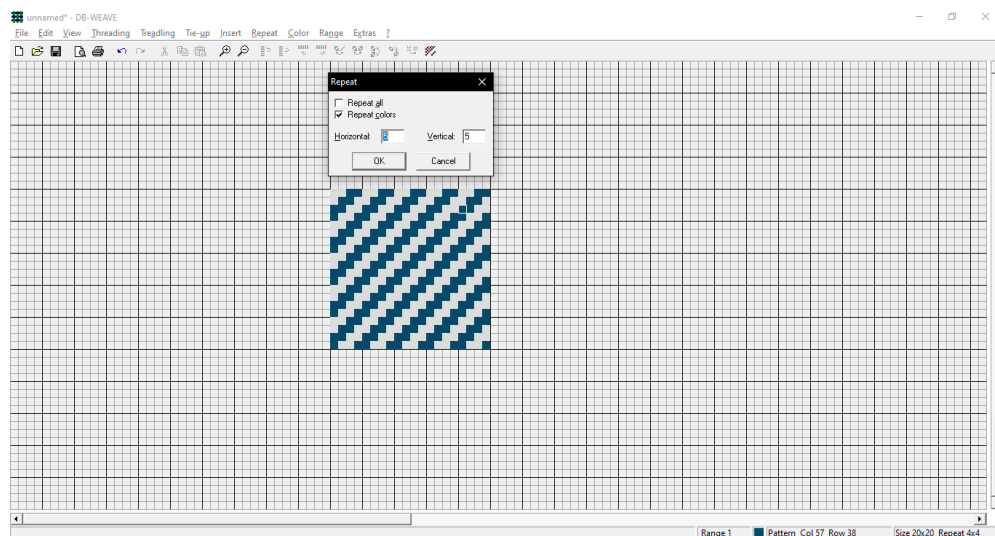 unnamed* - DB-WEAVE
File Edit View Threading Treadling Tie-up Insert Repeat Color Range Extras ?
Repeat
Repeat all
Repeat colors
Horizontal: 5 Vertical: 5
OK Cancel
Range 1 Pattern Col 57 Row 38 Size 20x20 Repeat 4x4